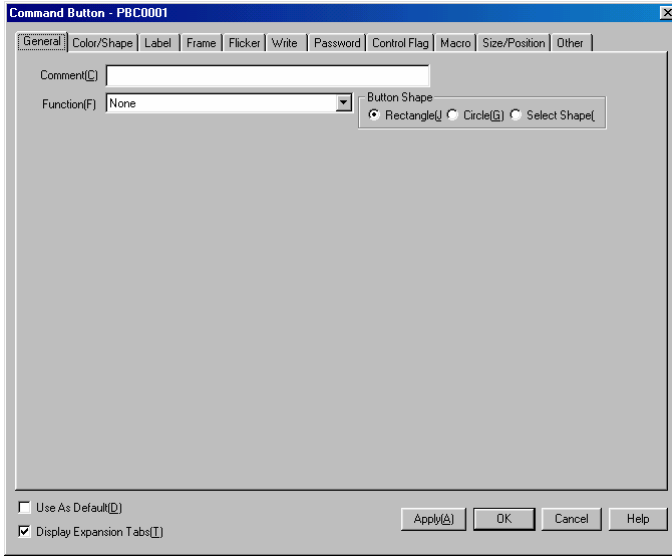 Command Button - PBC0001
General Color/Shape Label Frame Flicker Write Password Control Flag Macro Size/Position Other
Comment(C)
Function(F) None
Button Shape
Rectangle(J Circle(G) Select Shape(
Use As Default(D)
Display Expansion Tabs(T)
Apply(A) OK Cancel Help